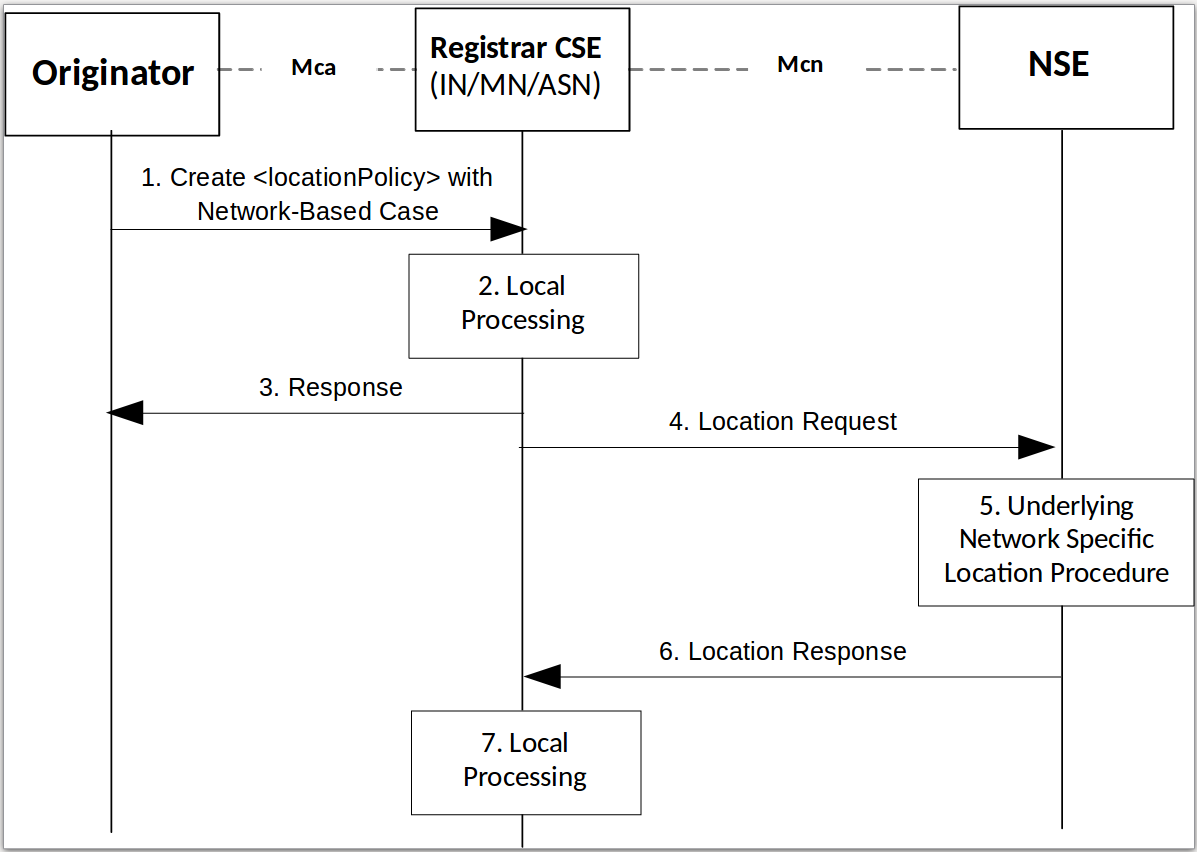 Originator
Mca
Registrar CSE
(IN/MN/ASN)
Mcn
NSE
1. Create <locationPolicy> with
Network-Based Case
2. Local
Processing
3. Response
4. Location Request
5. Underlying
Network Specific
Location Procedure
6. Location Response
7. Local
Processing